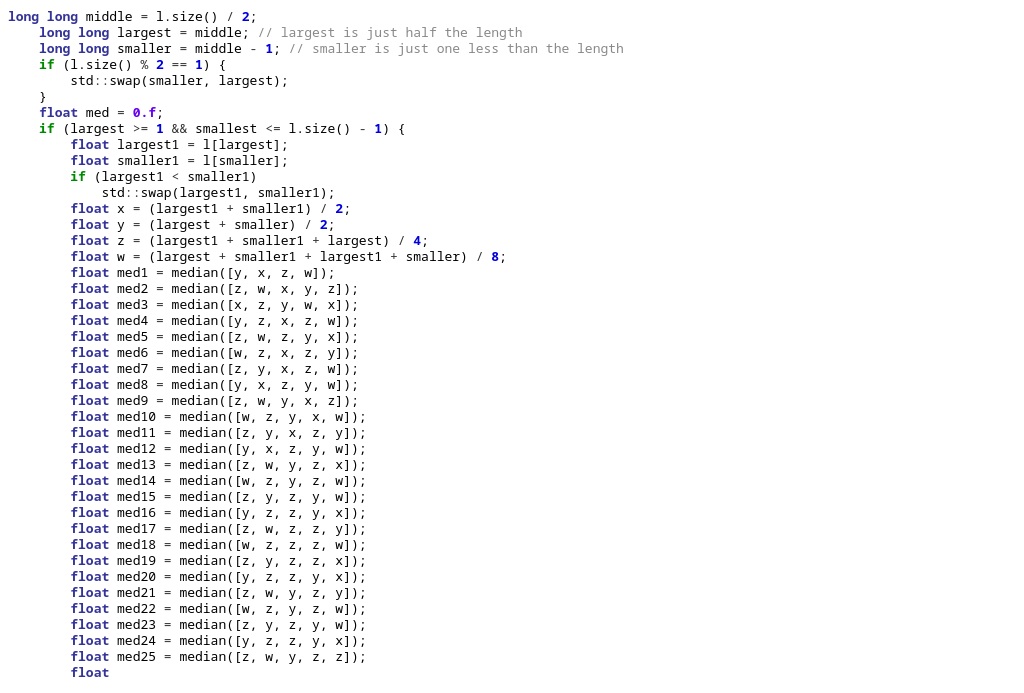 long long middle = l.size() / 2;
    long long largest = middle; // largest is just half the length
    long long smaller = middle - 1; // smaller is just one less than the length
    if (l.size() % 2 == 1) {
        std::swap(smaller, largest);
    }
    float med = 0.f;
    if (largest >= 1 && smallest <= l.size() - 1) {
        float largest1 = l[largest];
        float smaller1 = l[smaller];
        if (largest1 < smaller1)
            std::swap(largest1, smaller1);
        float x = (largest1 + smaller1) / 2;
        float y = (largest + smaller) / 2;
        float z = (largest1 + smaller1 + largest) / 4;
        float w = (largest + smaller1 + largest1 + smaller) / 8;
        float med1 = median([y, x, z, w]);
        float med2 = median([z, w, x, y, z]);
        float med3 = median([x, z, y, w, x]);
        float med4 = median([y, z, x, z, w]);
        float med5 = median([z, w, z, y, x]);
        float med6 = median([w, z, x, z, y]);
        float med7 = median([z, y, x, z, w]);
        float med8 = median([y, x, z, y, w]);
        float med9 = median([z, w, y, x, z]);
        float med10 = median([w, z, y, x, w]);
        float med11 = median([z, y, x, z, y]);
        float med12 = median([y, x, z, y, w]);
        float med13 = median([z, w, y, z, x]);
        float med14 = median([w, z, y, z, w]);
        float med15 = median([z, y, z, y, w]);
        float med16 = median([y, z, z, y, x]);
        float med17 = median([z, w, z, z, y]);
        float med18 = median([w, z, z, z, w]);
        float med19 = median([z, y, z, z, x]);
        float med20 = median([y, z, z, y, x]);
        float med21 = median([z, w, y, z, y]);
        float med22 = median([w, z, y, z, w]);
        float med23 = median([z, y, z, y, w]);
        float med24 = median([y, z, z, y, x]);
        float med25 = median([z, w, y, z, z]);
        float